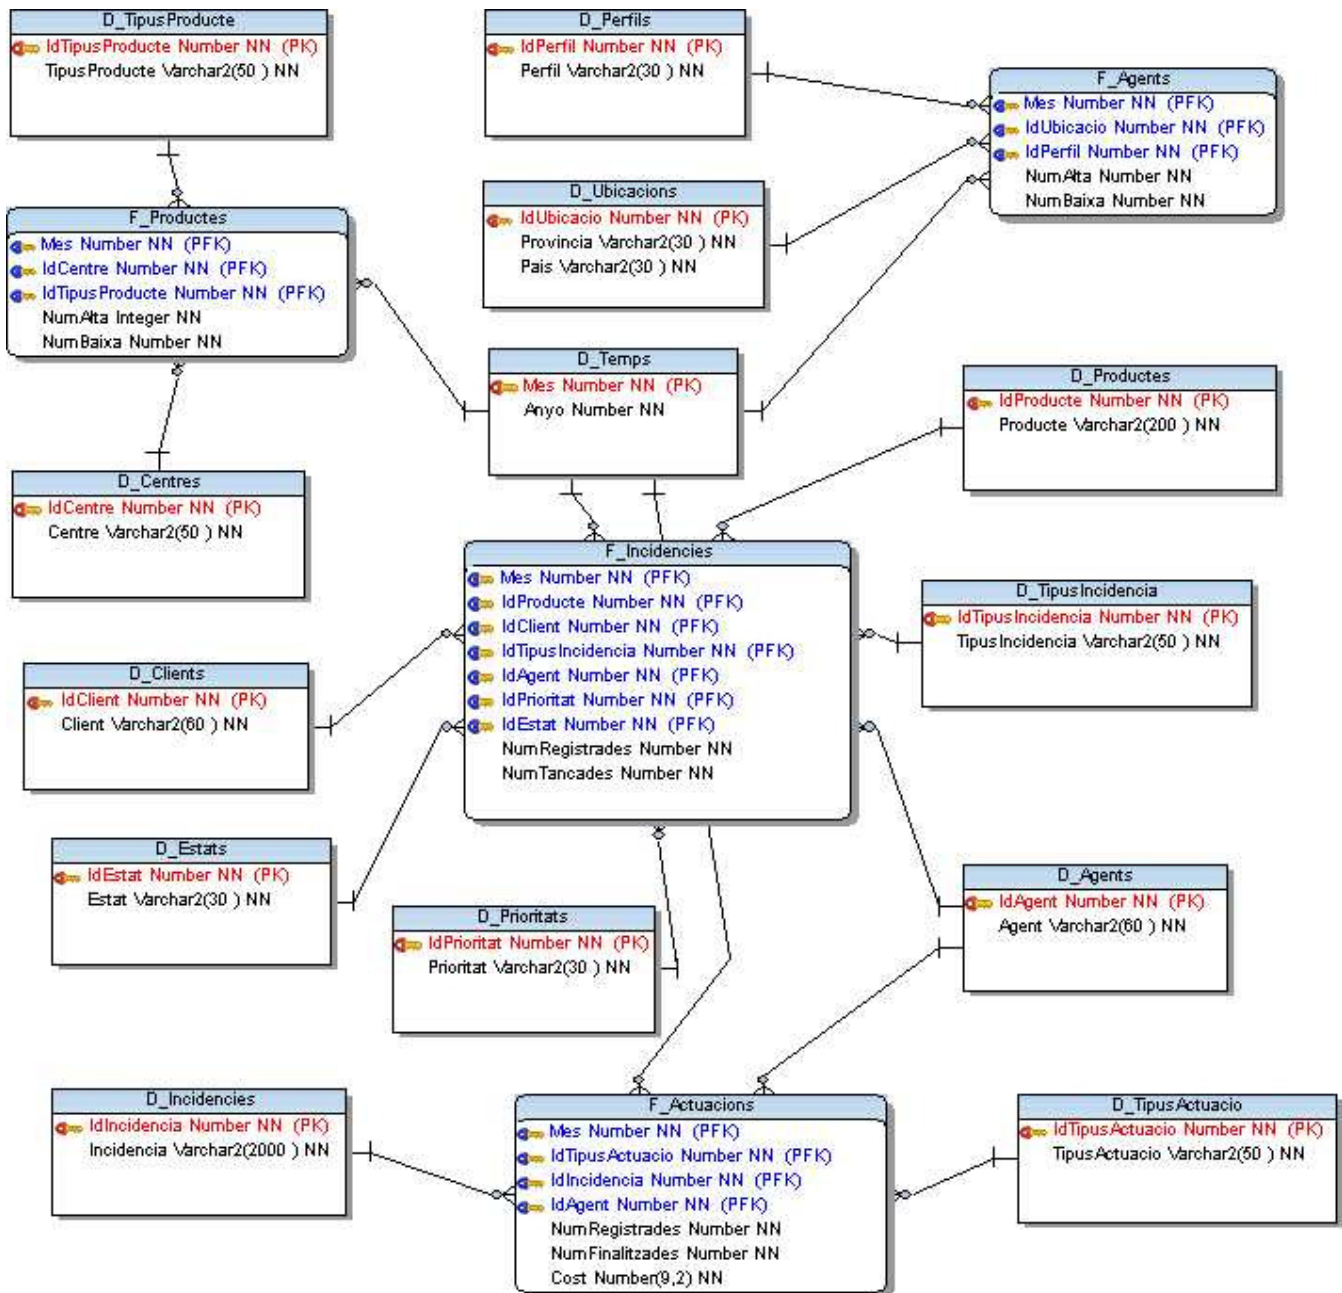 D_TipusProducte
IdTipusProducte Number NN (PK)
TipusProducte Varchar2(50 ) NN
D_Perfils
IdPerfil Number NN (PK)
Perfil Varchar2(30 ) NN
F_Agents
Mes Number NN (PFK)
IdUbicacio Number NN (PFK)
IdPerfil Number NN (PFK)
NumAlta Number NN
NumBaixa Number NN
D_Ubicacions
IdUbicacio Number NN (PK)
Provincia Varchar2(30 ) NN
Pais Varchar2(30 ) NN
F_Productes
Mes Number NN (PFK)
IdCentre Number NN (PFK)
IdTipusProducte Number NN (PFK)
NumAlta Integer NN
NumBaixa Number NN
D_Temps
Mes Number NN (PK)
Anyo Number NN
D_Productes
IdProducte Number NN (PK)
Producte Varchar2(200 ) NN
D_Centres
IdCentre Number NN (PK)
Centre Varchar2(50 ) NN
F_Incidencies
Mes Number NN (PFK)
IdProducte Number NN (PFK)
IdClient Number NN (PFK)
IdTipusIncidencia Number NN (PFK)
IdAgent Number NN (PFK)
IdPrioritat Number NN (PFK)
IdEstat Number NN (PFK)
NumRegistrades Number NN
NumTancades Number NN
D_TipusIncidencia
IdTipusIncidencia Number NN (PK)
TipusIncidencia Varchar2(50 ) NN
D_Clients
IdClient Number NN (PK)
Client Varchar2(60 ) NN
D_Estats
IdEstat Number NN (PK)
Estat Varchar2(30 ) NN
D_Prioritats
IdPrioritat Number NN (PK)
Prioritat Varchar2(30 ) NN
D_Agents
IdAgent Number NN (PK)
Agent Varchar2(60 ) NN
D_Incidencies
IdIncidencia Number NN (PK)
Incidencia Varchar2(2000 ) NN
F_Actuacions
Mes Number NN (PFK)
IdTipusActuacio Number NN (PFK)
IdIncidencia Number NN (PFK)
IdAgent Number NN (PFK)
NumRegistrades Number NN
NumFinalitzades Number NN
Cost Number(9,2) NN
D_TipusActuacio
IdTipusActuacio Number NN (PK)
TipusActuacio Varchar2(50 ) NN